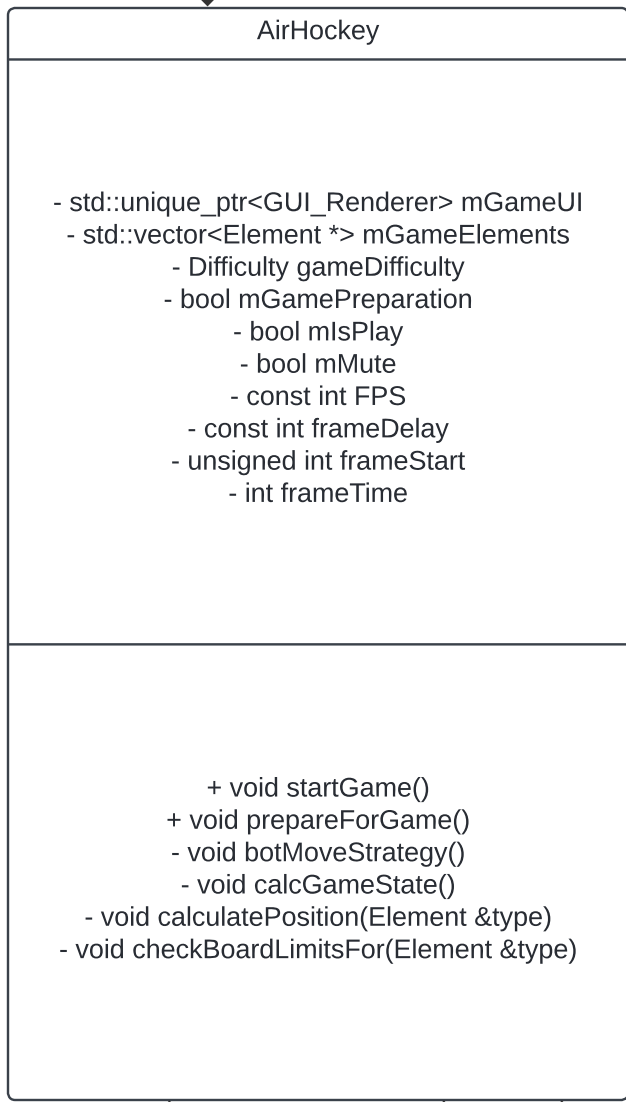 AirHockey
- std::unique_ptr<GUI_Renderer> mGameUI
- std::vector<Element *> mGameElements
- Difficulty gameDifficulty
- bool mGamePreparation
- bool mIsPlay
- bool mMute
- const int FPS
- const int frameDelay
- unsigned int frameStart
- int frameTime
+ void startGame()
+ void prepareForGame()
- void botMoveStrategy()
- void calcGameState()
- void calculatePosition(Element &type)
- void checkBoardLimitsFor(Element &type)